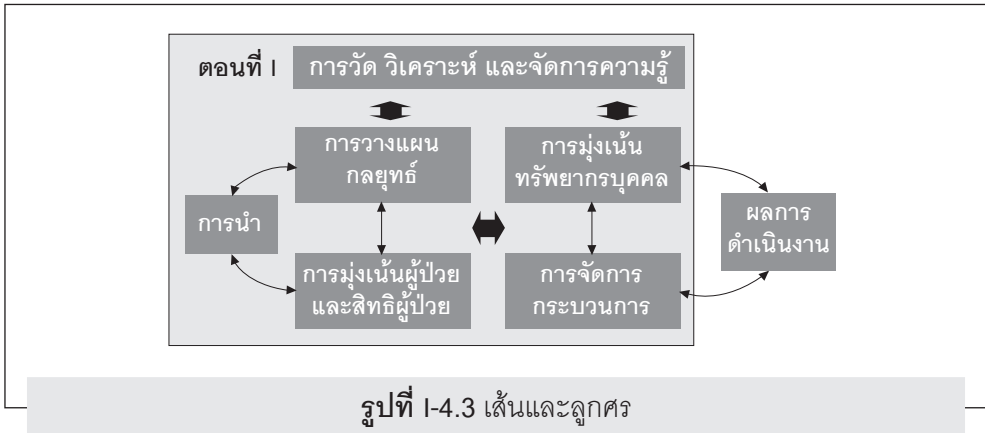 ตอนที่ I การวัด วิเคราะห์ และจัดการความรู้
การวางแผน
กลยุทธ์
การมุ่งเน้น
ทรัพยากรบุคคล
การนำ
ผลการ
ดำเนินงาน
การมุ่งเน้นผู้ป่วย
และสิทธิผู้ป่วย
การจัดการ
กระบวนการ
รูปที่ I-4.3 เส้นและลูกศร